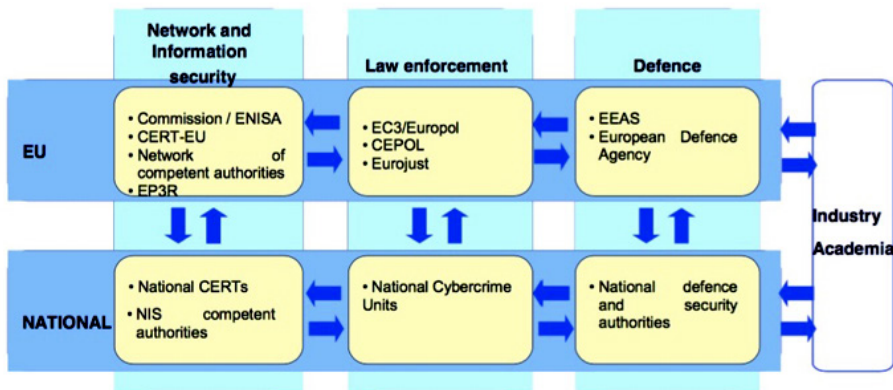 Network and
Information
security
Law enforcement
Defence
EU
• Commission / ENISA
• CERT-EU
• Network of
competent authorities
• EP3R
• EC3/Europol
• CEPOL
• Eurojust
• EEAS
• European Defence
Agency
Industry
Academia
NATIONAL
• National CERTs
• NIS competent
authorities
• National Cybercrime
Units
• National defence
and security
authorities